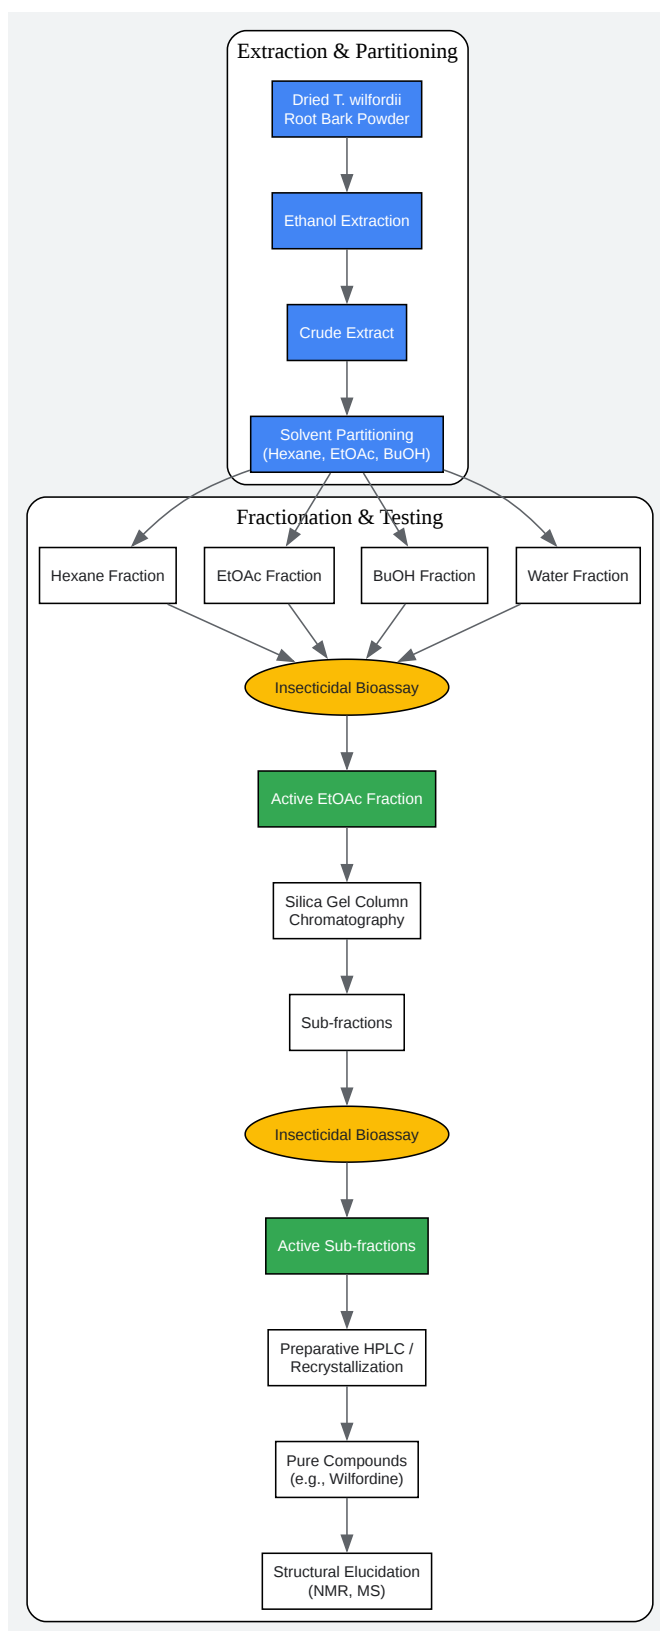 Extraction & Partitioning
Dried T. wilfordii
Root Bark Powder
Ethanol Extraction
Crude Extract
Solvent Partitioning
(Hexane, EtOAc, BuOH)
Fractionation & Testing
Hexane Fraction
EtOAc Fraction
BuOH Fraction
Water Fraction
Insecticidal Bioassay
Active EtOAc Fraction
Silica Gel Column
Chromatography
Sub-fractions
Insecticidal Bioassay
Active Sub-fractions
Preparative HPLC /
Recrystallization
Pure Compounds
(e.g., Wilfordine)
Structural Elucidation
(NMR, MS)